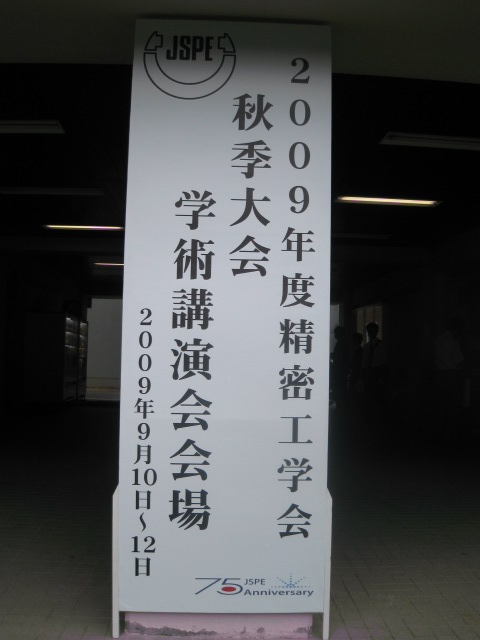 JSPE
2009年度精密工学会
秋季大会
学術講演会会場
2009年9月10日~12日
75 JSPE
Anniversary